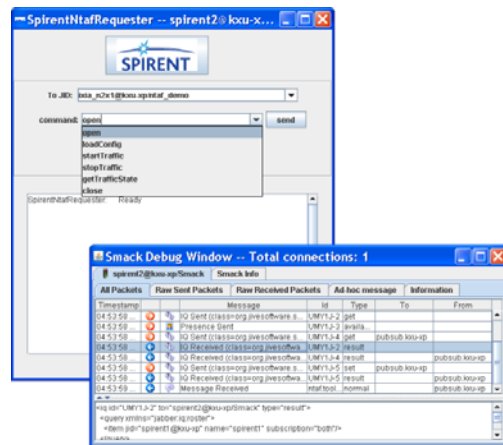 SpirentNtafRequester -- spirent2@kxu-x...
SPIRENT
To JID: ixia_n2x1@kxu-xp/ntaf_demo
command: open
send
open
loadConfig
startTraffic
stopTraffic
getTrafficState
close
SpirentNtafRequester: Ready
Smack Debug Window -- Total connections: 1
spirent2@kxu-xp/Smack Smack Info
All Packets Raw Sent Packets Raw Received Packets Ad-hoc message Information
Timestamp Message Id Type To From
04:53:58 ... IQ Sent (class=org.jivesoftware.s... UMY1J-2 get
04:53:58 ... Presence Sent UMY1J-3 availa...
04:53:58 ... IQ Sent (class=org.jivesoftware.s... UMY1J-4 get pubsub.kxu-xp
04:53:58 ... IQ Received (class=org.jivesoftwa... UMY1J-2 result
04:53:58 ... IQ Received (class=org.jivesoftwa... UMY1J-4 result pubsub.kxu-xp
04:53:58 ... IQ Sent (class=org.jivesoftware.s... UMY1J-5 set pubsub.kxu-xp
04:53:58 ... IQ Received (class=org.jivesoftwa... UMY1J-5 result pubsub.kxu-xp
04:53:59 ... Message Received ntaf.tool... normal pubsub.kxu-xp
<iq id="UMY1J-2" to="spirent2@kxu-xp/Smack" type="result">
<query xmlns="jabber:iq:roster">
<item jid="spirent1@kxu-xp" name="spirent1" subscription="both"/>
</query>